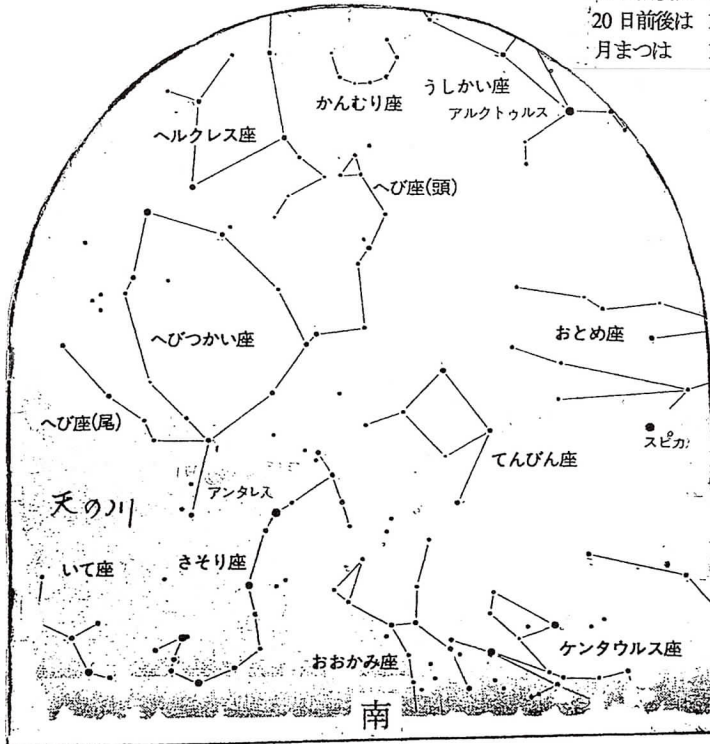 20日前後は
月まつは
うしかい座
かんむり座
アルクトゥルス
ヘルクレス座
へび座(頭)
へびつかい座
おとめ座
へび座(尾)
スピカ
てんびん座
アンタレス
天の川
いて座
さそり座
おおかみ座
ケンタウルス座
南